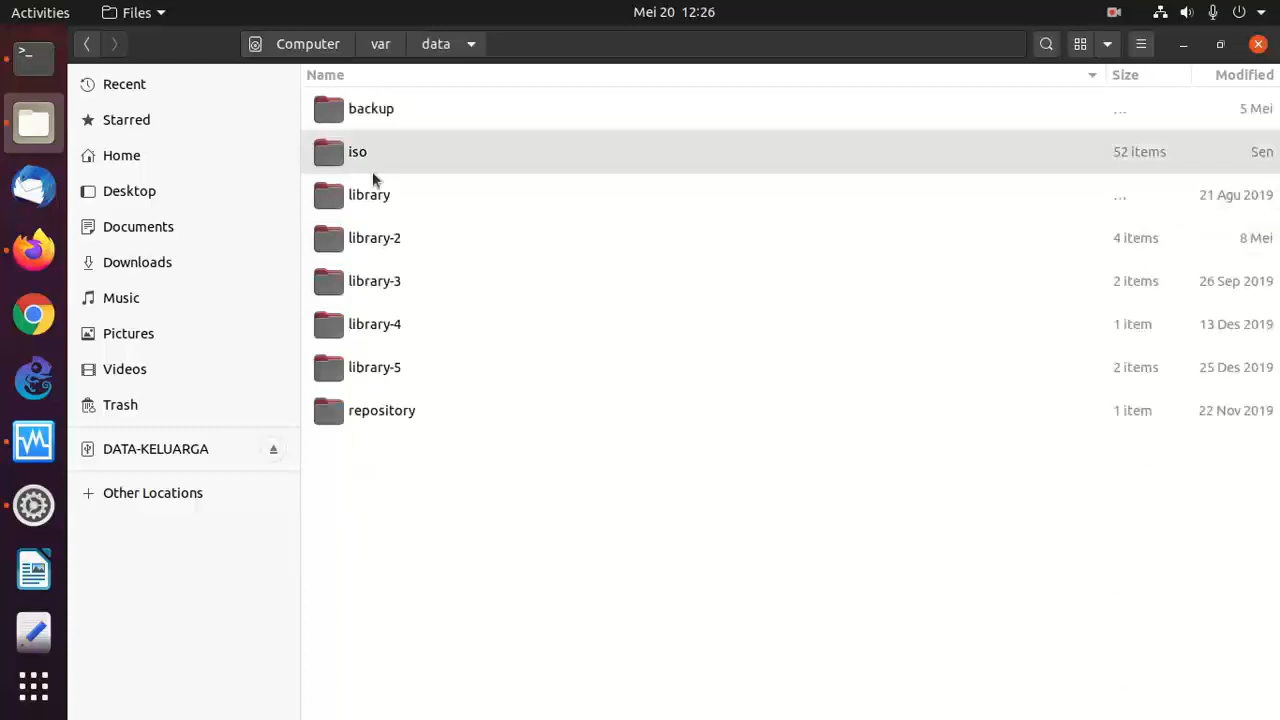 Activities Files Mei 20 12:26
Computer var data
Name Size Modified
Recent
Starred
Home
Desktop
Documents
Downloads
Music
Pictures
Videos
Trash
DATA-KELUARGA
Other Locations
backup ... 5 Mei
iso 52 items Sen
library ... 21 Agu 2019
library-2 4 items 8 Mei
library-3 2 items 26 Sep 2019
library-4 1 item 13 Des 2019
library-5 2 items 25 Des 2019
repository 1 item 22 Nov 2019